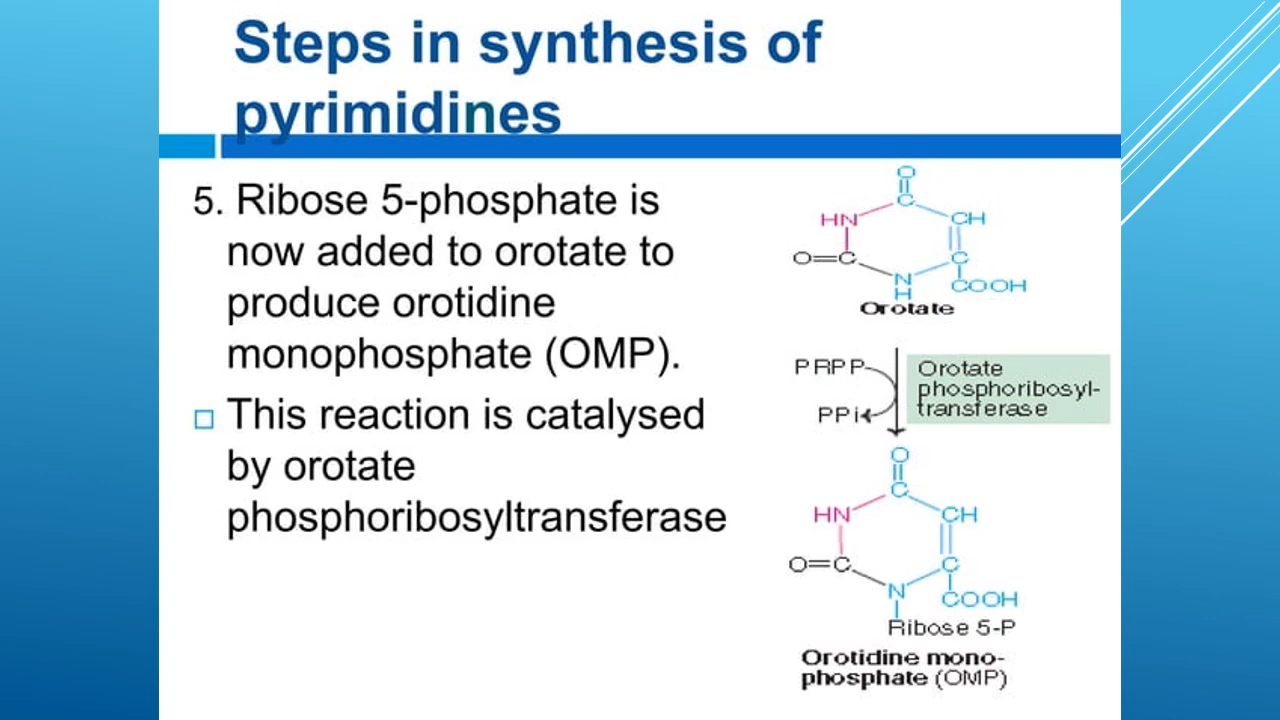 Steps in synthesis of
pyrimidines
5. Ribose 5-phosphate is
now added to orotate to
produce orotidine
monophosphate (OMP).
This reaction is catalysed
by orotate
phosphoribosyltransferase
O
C
HN
CH
O=C
C
N
H
COOH
Orotate
PRPP
PPi
Orotate
phosphoribosyl-
transferase
O
C
HN
CH
O=C
C
N
COOH
Ribose 5-P
Orotidine mono-
phosphate (OMP)